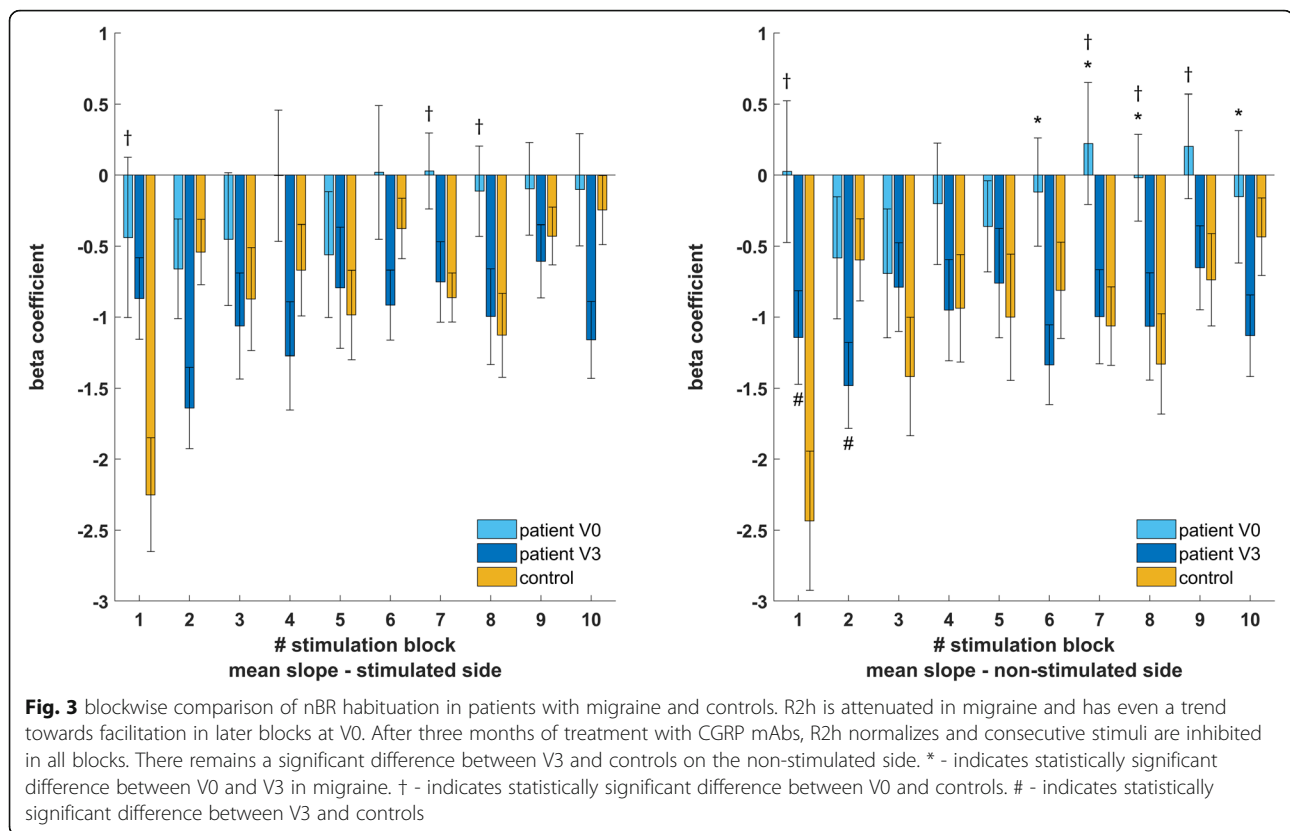 1
0.5
0
-0.5
-1
-1.5
-2
-2.5
-3
beta coefficient
†
†
†
patient V0
patient V3
control
1 2 3 4 5 6 7 8 9 10
# stimulation block
mean slope - stimulated side
1
0.5
0
-0.5
-1
-1.5
-2
-2.5
-3
beta coefficient
†
#
#
*
†
*
†
*
†
*
patient V0
patient V3
control
1 2 3 4 5 6 7 8 9 10
# stimulation block
mean slope - non-stimulated side
Fig. 3 blockwise comparison of nBR habituation in patients with migraine and controls. R2h is attenuated in migraine and has even a trend
towards facilitation in later blocks at V0. After three months of treatment with CGRP mAbs, R2h normalizes and consecutive stimuli are inhibited
in all blocks. There remains a significant difference between V3 and controls on the non-stimulated side. * - indicates statistically significant
difference between V0 and V3 in migraine. † - indicates statistically significant difference between V0 and controls. # - indicates statistically
significant difference between V3 and controls